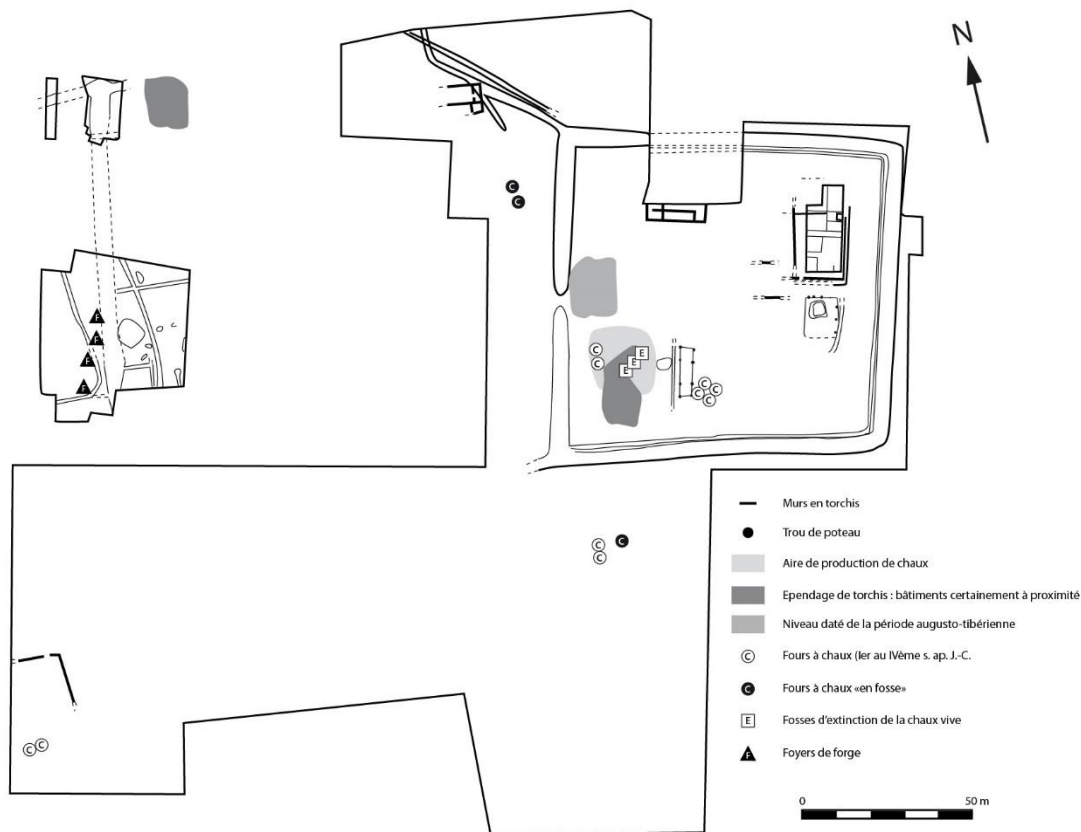 N
C
C
F
F
F
F
C
C
E
E
E
C
C
C
C
C
C
C
C
C
Murs en torchis
Trou de poteau
Aire de production de chaux
Ependage de torchis : bâtiments certainement à proximité
Niveau daté de la période augusto-tibérienne
C Fours à chaux (Ier au IVème s. ap. J.-C.
C Fours à chaux «en fosse»
E Fosses d'extinction de la chaux vive
F Foyers de forge
0 50 m